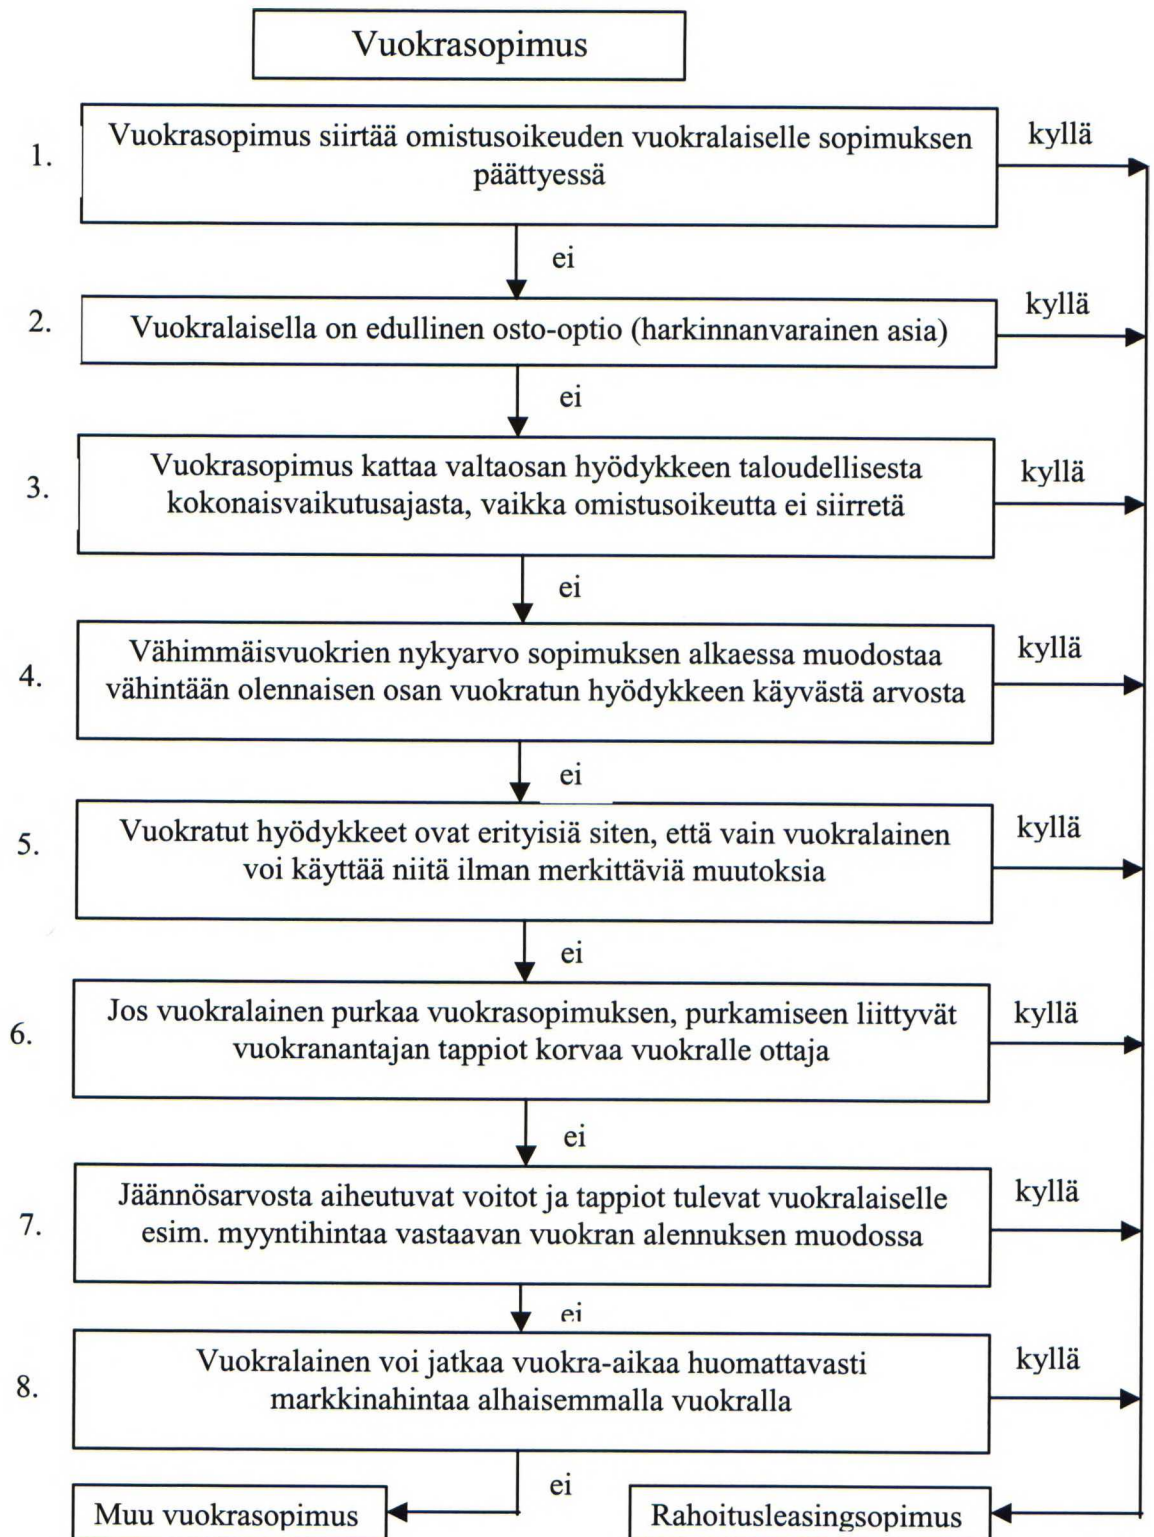 Vuokrasopimus
1.
Vuokrasopimus siirtää omistusoikeuden vuokralaiselle sopimuksen
päättyessä
kyllä
ei
2.
Vuokralaisella on edullinen osto-optio (harkinnanvarainen asia)
kyllä
ei
3.
Vuokrasopimus kattaa valtaosan hyödykkeen taloudellisesta
kokonaisvaikutusajasta, vaikka omistusoikeutta ei siirretä
kyllä
ei
4.
Vähimmäisvuokrien nykyarvo sopimuksen alkaessa muodostaa
vähintään olennaisen osan vuokratun hyödykkeen käyvästä arvosta
kyllä
ei
5.
Vuokratut hyödykkeet ovat erityisiä siten, että vain vuokralainen
voi käyttää niitä ilman merkittäviä muutoksia
kyllä
ei
6.
Jos vuokralainen purkaa vuokrasopimuksen, purkamiseen liittyvät
vuokranantajan tappiot korvaa vuokralle ottaja
kyllä
ei
7.
Jäännösarvosta aiheutuvat voitot ja tappiot tulevat vuokralaiselle
esim. myyntihintaa vastaavan vuokran alennuksen muodossa
kyllä
ei
8.
Vuokralainen voi jatkaa vuokra-aikaa huomattavasti
markkinahintaa alhaisemmalla vuokralla
kyllä
ei
Muu vuokrasopimus
Rahoitusleasingsopimus